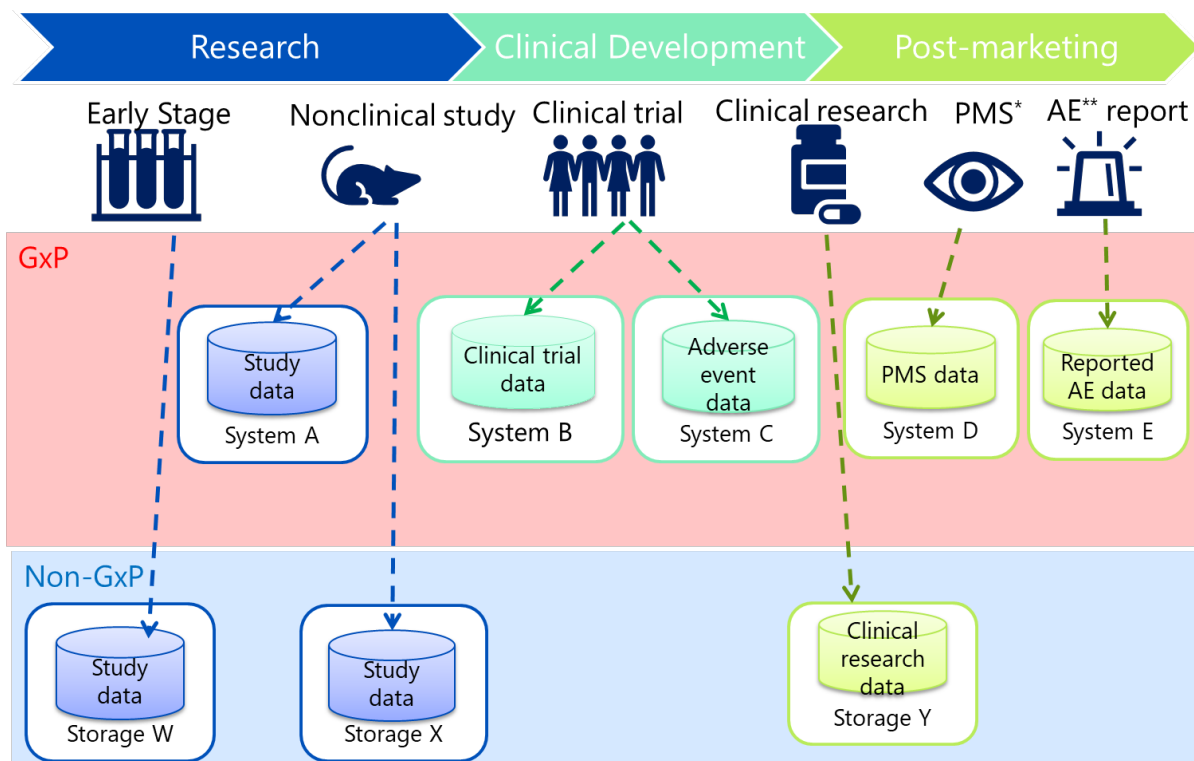 Research
Clinical Development
Post-marketing
Early Stage
Nonclinical study
Clinical trial
Clinical research
PMS*
AE** report
GxP
Study
data
System A
Clinical trial
data
System B
Adverse
event
data
System C
PMS data
System D
Reported
AE data
System E
Non-GxP
Study
data
Storage W
Study
data
Storage X
Clinical
research
data
Storage Y